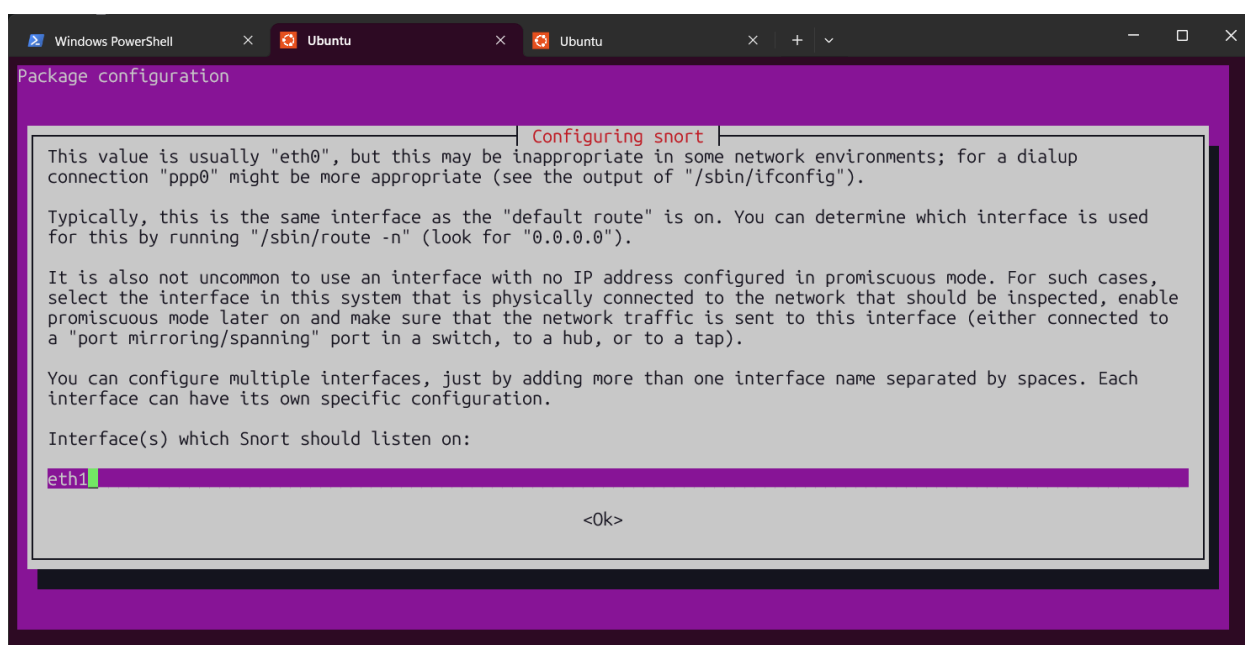 Windows PowerShell
Ubuntu
Ubuntu
Package configuration
Configuring snort
This value is usually "eth0", but this may be inappropriate in some network environments; for a dialup
connection "ppp0" might be more appropriate (see the output of "/sbin/ifconfig").
Typically, this is the same interface as the "default route" is on. You can determine which interface is used
for this by running "/sbin/route -n" (look for "0.0.0.0").
It is also not uncommon to use an interface with no IP address configured in promiscuous mode. For such cases,
select the interface in this system that is physically connected to the network that should be inspected, enable
promiscuous mode later on and make sure that the network traffic is sent to this interface (either connected to
a "port mirroring/spanning" port in a switch, to a hub, or to a tap).
You can configure multiple interfaces, just by adding more than one interface name separated by spaces. Each
interface can have its own specific configuration.
Interface(s) which Snort should listen on:
eth1
<Ok>